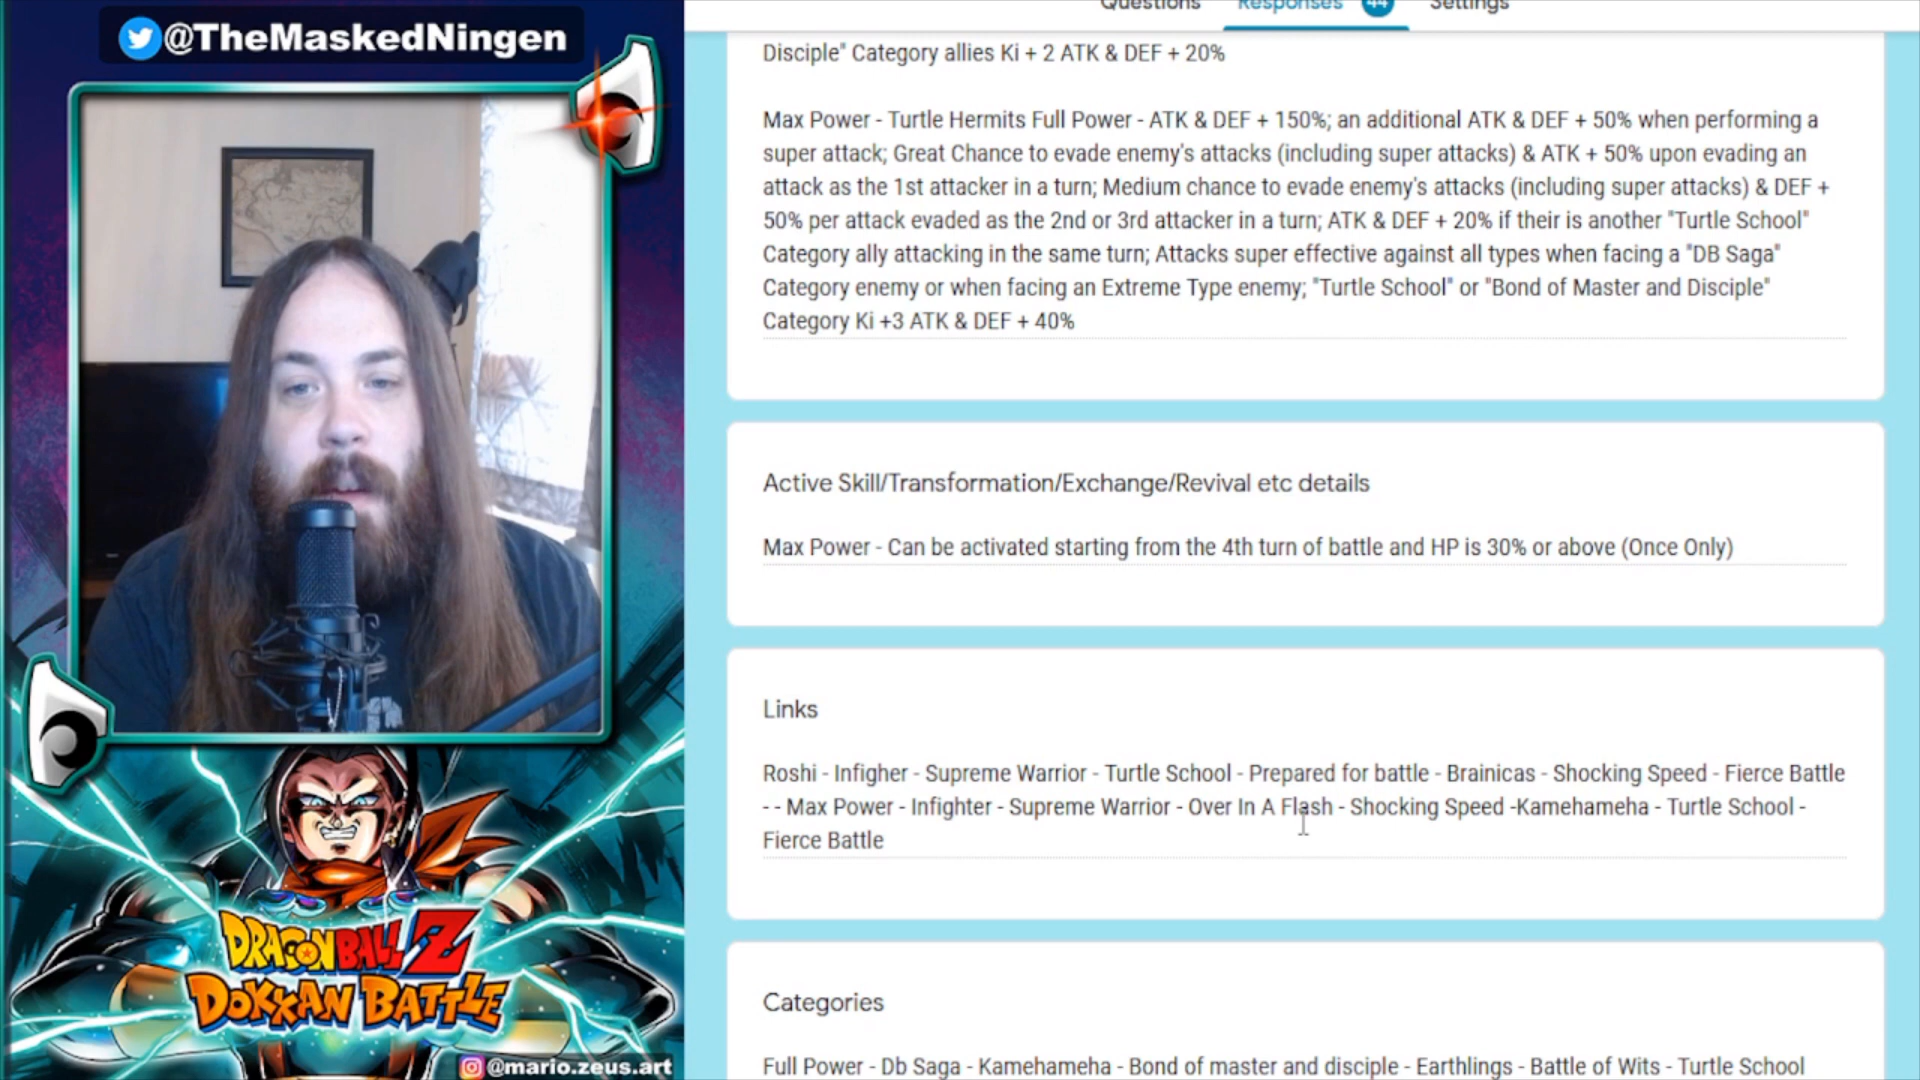 @TheMaskedNingen
Questions Responses 44 Settings
Disciple" Category allies Ki + 2 ATK & DEF + 20%
Max Power - Turtle Hermits Full Power - ATK & DEF + 150%; an additional ATK & DEF + 50% when performing a
super attack; Great Chance to evade enemy's attacks (including super attacks) & ATK + 50% upon evading an
attack as the 1st attacker in a turn; Medium chance to evade enemy's attacks (including super attacks) & DEF +
50% per attack evaded as the 2nd or 3rd attacker in a turn; ATK & DEF + 20% if their is another "Turtle School"
Category ally attacking in the same turn; Attacks super effective against all types when facing a "DB Saga"
Category enemy or when facing an Extreme Type enemy; "Turtle School" or "Bond of Master and Disciple"
Category Ki +3 ATK & DEF + 40%
Active Skill/Transformation/Exchange/Revival etc details
Max Power - Can be activated starting from the 4th turn of battle and HP is 30% or above (Once Only)
Links
Roshi - Infigher - Supreme Warrior - Turtle School - Prepared for battle - Brainicas - Shocking Speed - Fierce Battle
- - Max Power - Infighter - Supreme Warrior - Over In A Flash - Shocking Speed -Kamehameha - Turtle School -
Fierce Battle
Categories
Full Power - Db Saga - Kamehameha - Bond of master and disciple - Earthlings - Battle of Wits - Turtle School
DRAGON BALL Z
DOKKAN BATTLE
@mario.zeus.art